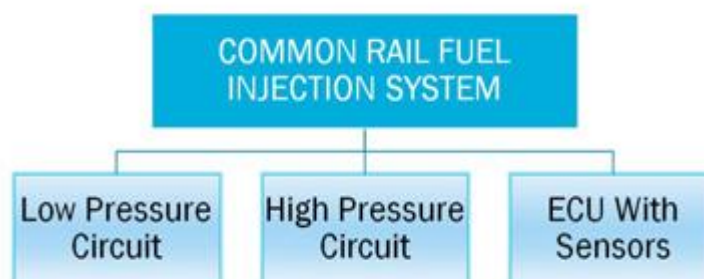 COMMON RAIL FUEL
INJECTION SYSTEM
Low Pressure
Circuit
High Pressure
Circuit
ECU With
Sensors